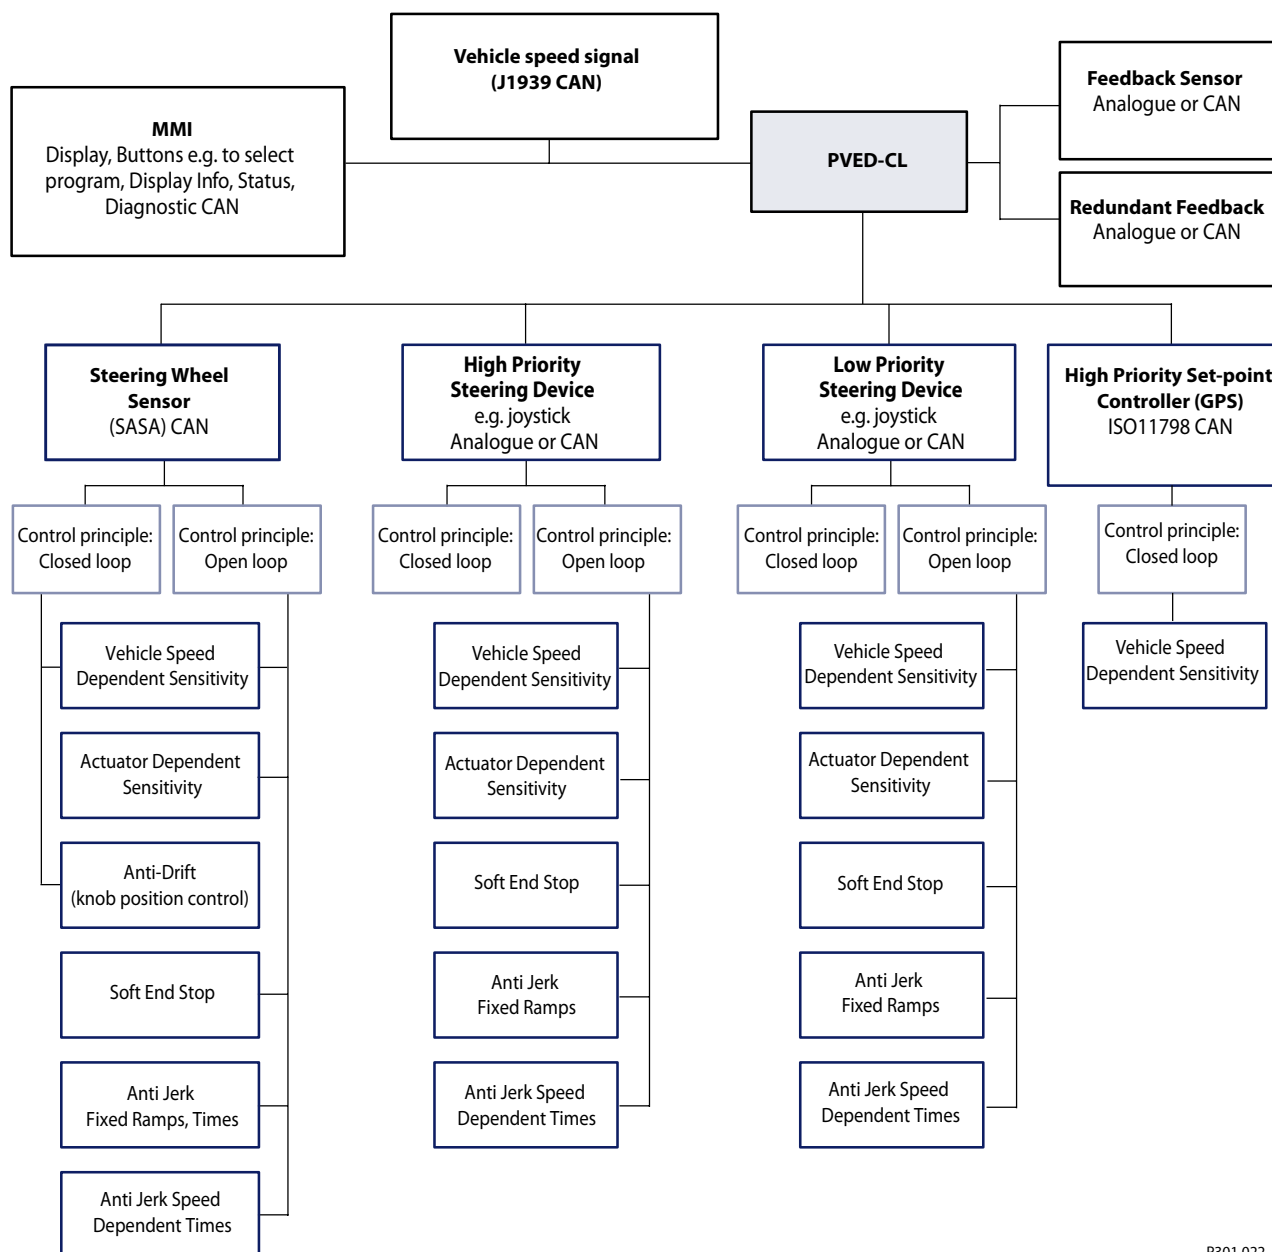 Vehicle speed signal
(J1939 CAN)
MMI
Display, Buttons e.g. to select
program, Display Info, Status,
Diagnostic CAN
PVED-CL
Feedback Sensor
Analogue or CAN
Redundant Feedback
Analogue or CAN
Steering Wheel
Sensor
(SASA) CAN
High Priority
Steering Device
e.g. joystick
Analogue or CAN
Low Priority
Steering Device
e.g. joystick
Analogue or CAN
High Priority Set-point
Controller (GPS)
ISO11798 CAN
Control principle:
Closed loop
Control principle:
Open loop
Control principle:
Closed loop
Control principle:
Open loop
Control principle:
Closed loop
Control principle:
Open loop
Control principle:
Closed loop
Vehicle Speed
Dependent Sensitivity
Actuator Dependent
Sensitivity
Anti-Drift
(knob position control)
Soft End Stop
Anti Jerk
Fixed Ramps, Times
Anti Jerk Speed
Dependent Times
Vehicle Speed
Dependent Sensitivity
Actuator Dependent
Sensitivity
Soft End Stop
Anti Jerk
Fixed Ramps
Anti Jerk Speed
Dependent Times
Vehicle Speed
Dependent Sensitivity
Actuator Dependent
Sensitivity
Soft End Stop
Anti Jerk
Fixed Ramps
Anti Jerk Speed
Dependent Times
Vehicle Speed
Dependent Sensitivity
P301 022